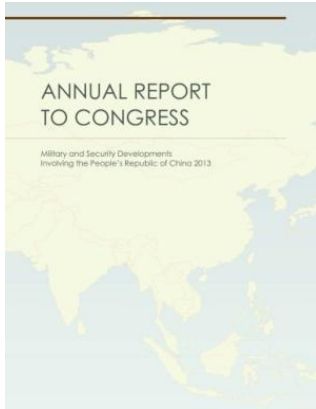 ANNUAL REPORT
TO CONGRESS
Military and Security Developments
Involving the People's Republic of China 2013